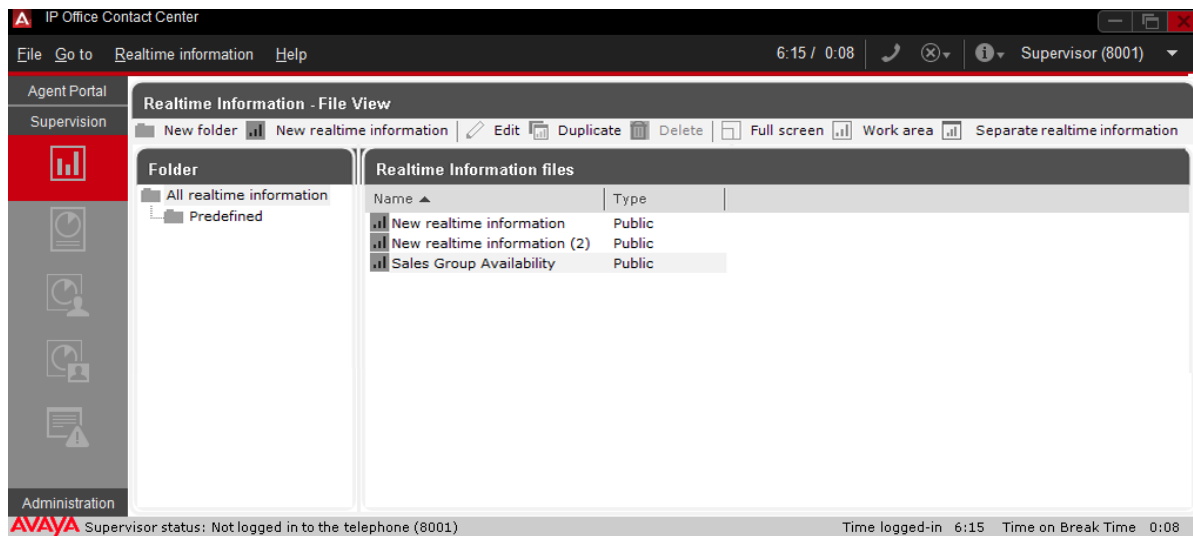 IP Office Contact Center
File Go to Realtime information Help 6:15 / 0:08 Supervisor (8001)
Agent Portal
Supervision
Realtime Information - File View
New folder New realtime information Edit Duplicate Delete Full screen Work area Separate realtime information
Folder
All realtime information
Predefined
Realtime Information files
Name Type
New realtime information Public
New realtime information (2) Public
Sales Group Availability Public
Administration
AVAYA Supervisor status: Not logged in to the telephone (8001) Time logged-in 6:15 Time on Break Time 0:08